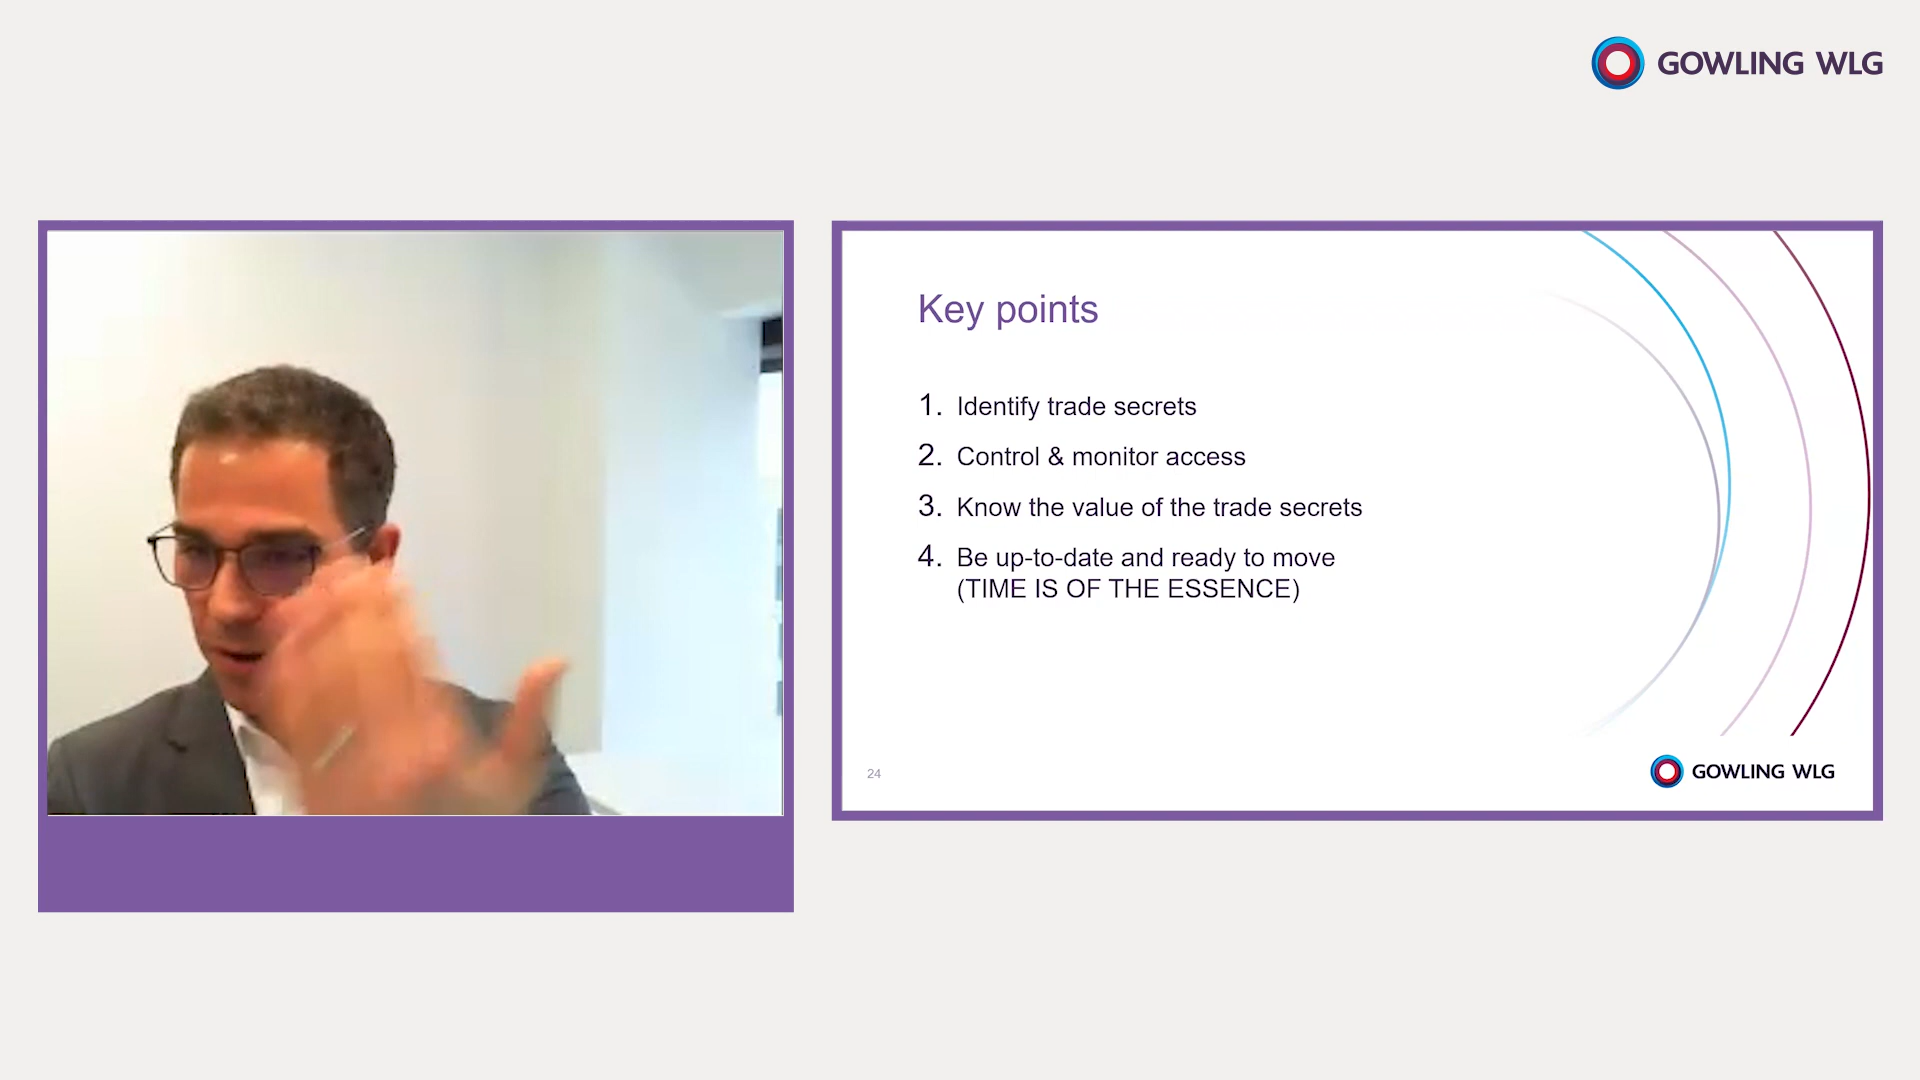 GOWLING WLG
Key points
1. Identify trade secrets
2. Control & monitor access
3. Know the value of the trade secrets
4. Be up-to-date and ready to move
(TIME IS OF THE ESSENCE)
24
GOWLING WLG